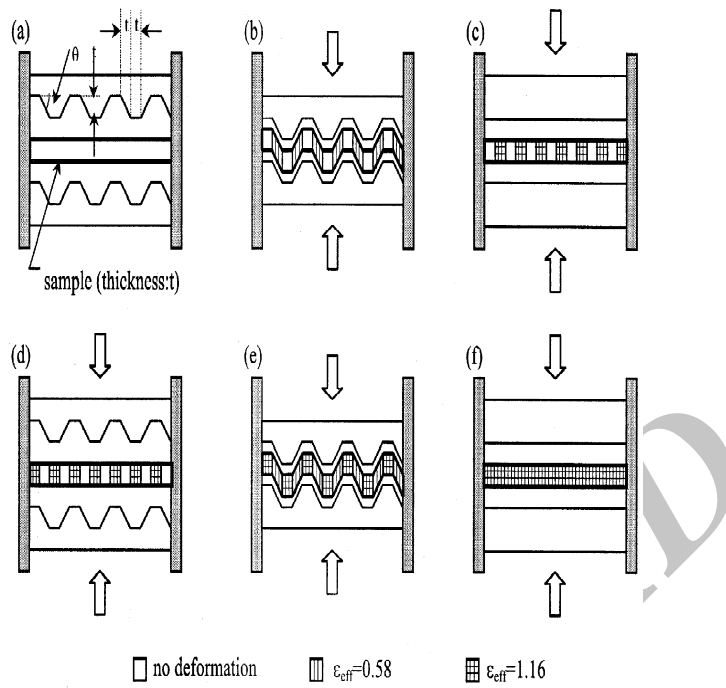 (a)
t t
θ
t
(b)
(c)
sample (thickness:t)
(d)
(e)
(f)
D
no deformation
εeff=0.58
εeff=1.16